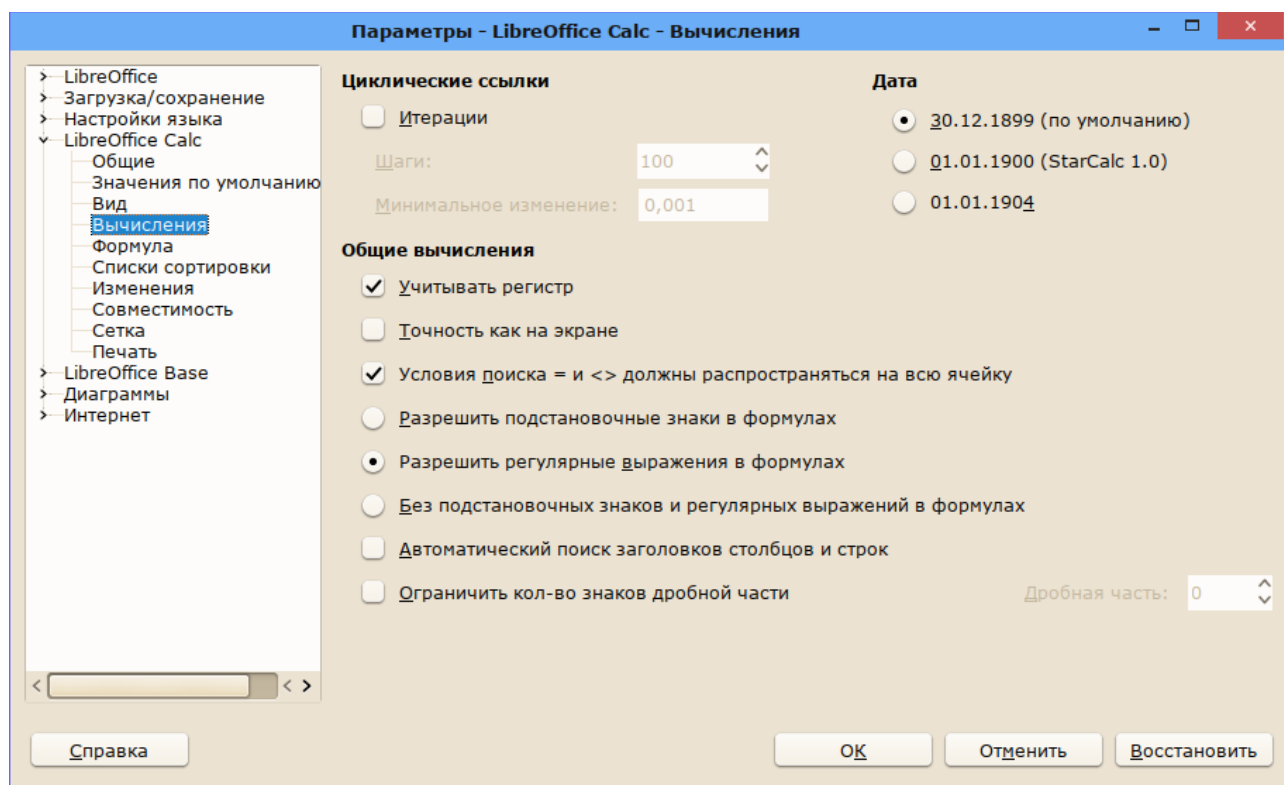 Параметры - LibreOffice Calc - Вычисления
LibreOffice
Загрузка/сохранение
Настройки языка
LibreOffice Calc
Общие
Значения по умолчанию
Вид
Вычисления
Формула
Списки сортировки
Изменения
Совместимость
Сетка
Печать
LibreOffice Base
Диаграммы
Интернет
Циклические ссылки
Итерации
Шаги: 100
Минимальное изменение: 0,001
Дата
30.12.1899 (по умолчанию)
01.01.1900 (StarCalc 1.0)
01.01.1904
Общие вычисления
Учитывать регистр
Точность как на экране
Условия поиска = и <> должны распространяться на всю ячейку
Разрешить подстановочные знаки в формулах
Разрешить регулярные выражения в формулах
Без подстановочных знаков и регулярных выражений в формулах
Автоматический поиск заголовков столбцов и строк
Ограничить кол-во знаков дробной части Дробная часть: 0
Справка ОК Отменить Восстановить